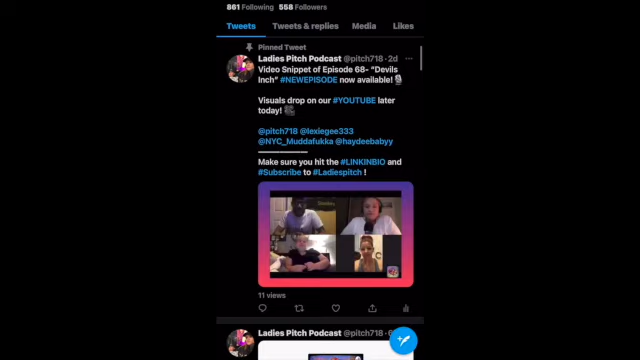 861 Following 558 Followers
Tweets Tweets & replies Media Likes
Pinned Tweet
Ladies Pitch Podcast @pitch718 · 2d
Video Snippet of Episode 68- “Devils
Inch” #NEWEPISODE now available!
Visuals drop on our #YOUTUBE later
today!
@pitch718 @lexiegee333
@NYC_Muddafukka @haydeebabyy
Make sure you hit the #LINKINBIO and
#Subscribe to #Ladiespitch !
11 views
Ladies Pitch Podcast @pitch718